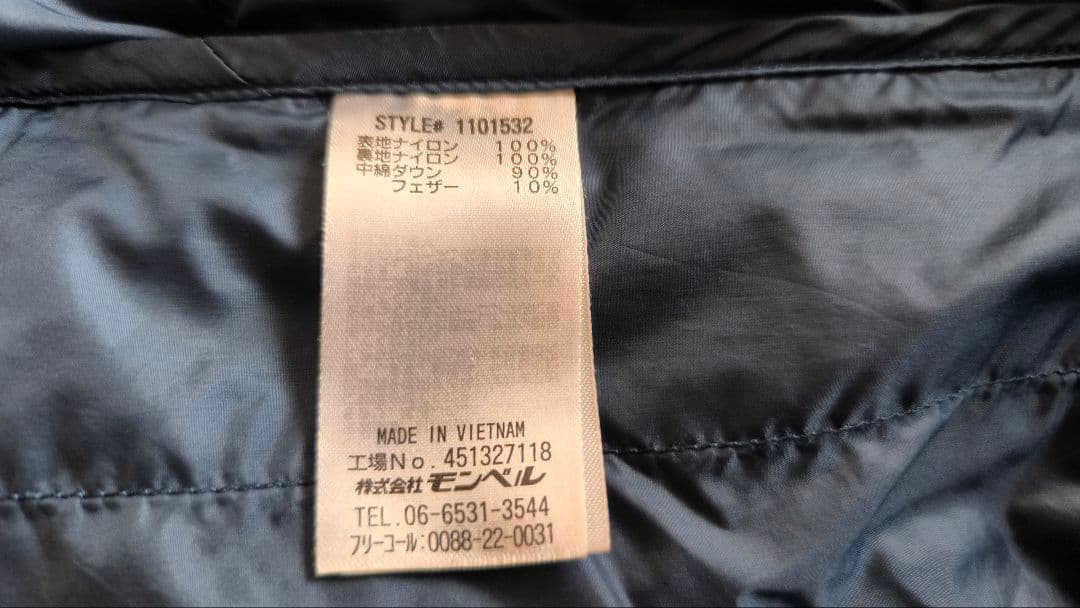 STYLE# 1101532
表地ナイロン 100%
裏地ナイロン 100%
中綿ダウン 90%
フェザー 10%
MADE IN VIETNAM
工場No.451327118
株式会社モンベル
TEL.06-6531-3544
フリーコール:0088-22-0031